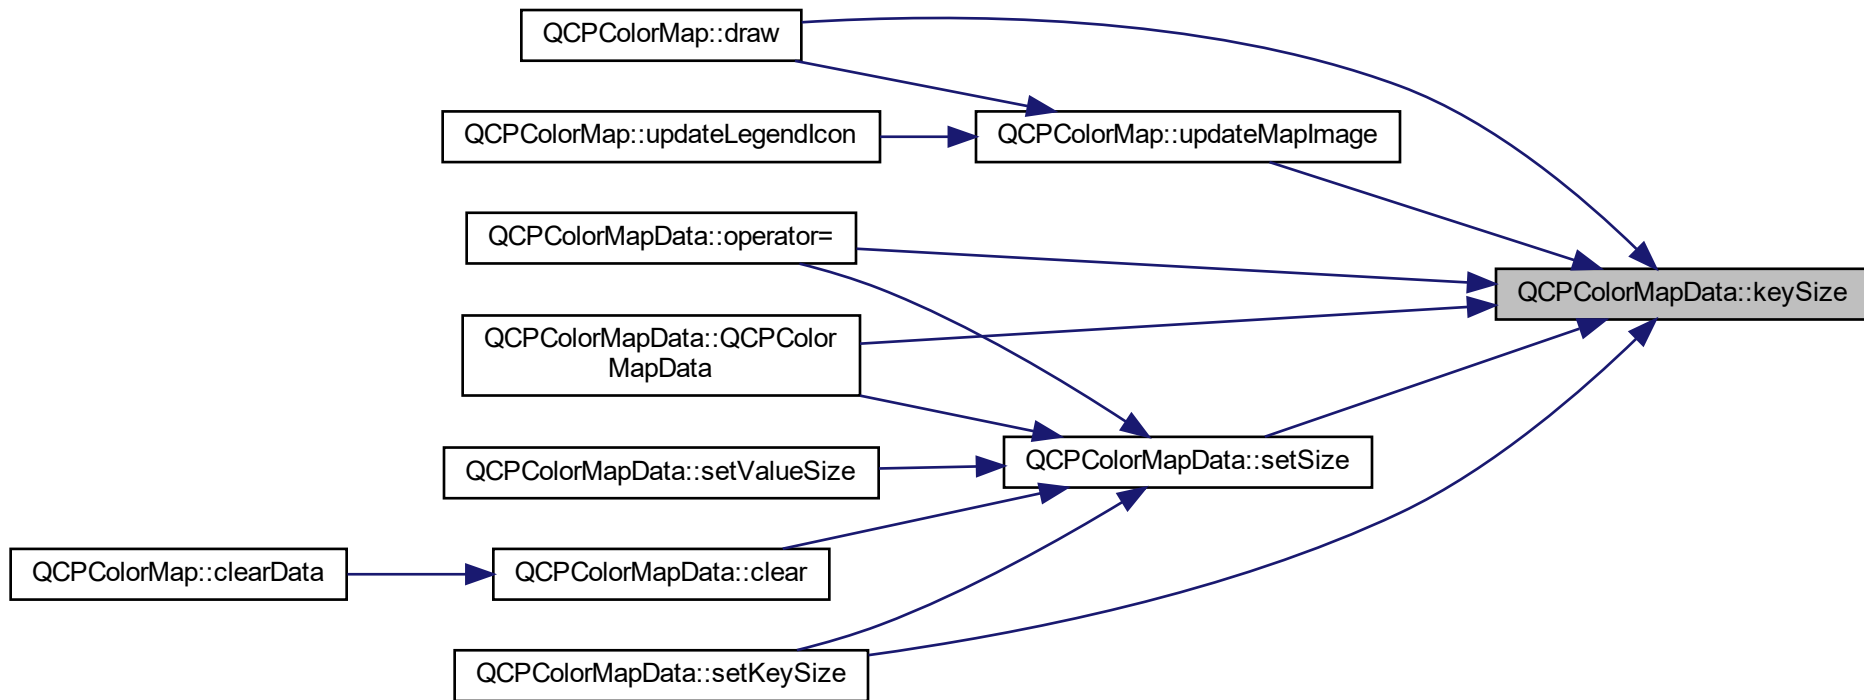 QCPColorMap::draw
QCPColorMap::updateLegendIcon
QCPColorMap::updateMapImage
QCPColorMapData::operator=
QCPColorMapData::keySize
QCPColorMapData::QCPColor
MapData
QCPColorMapData::setSize
QCPColorMapData::setValueSize
QCPColorMap::clearData
QCPColorMapData::clear
QCPColorMapData::setKeySize